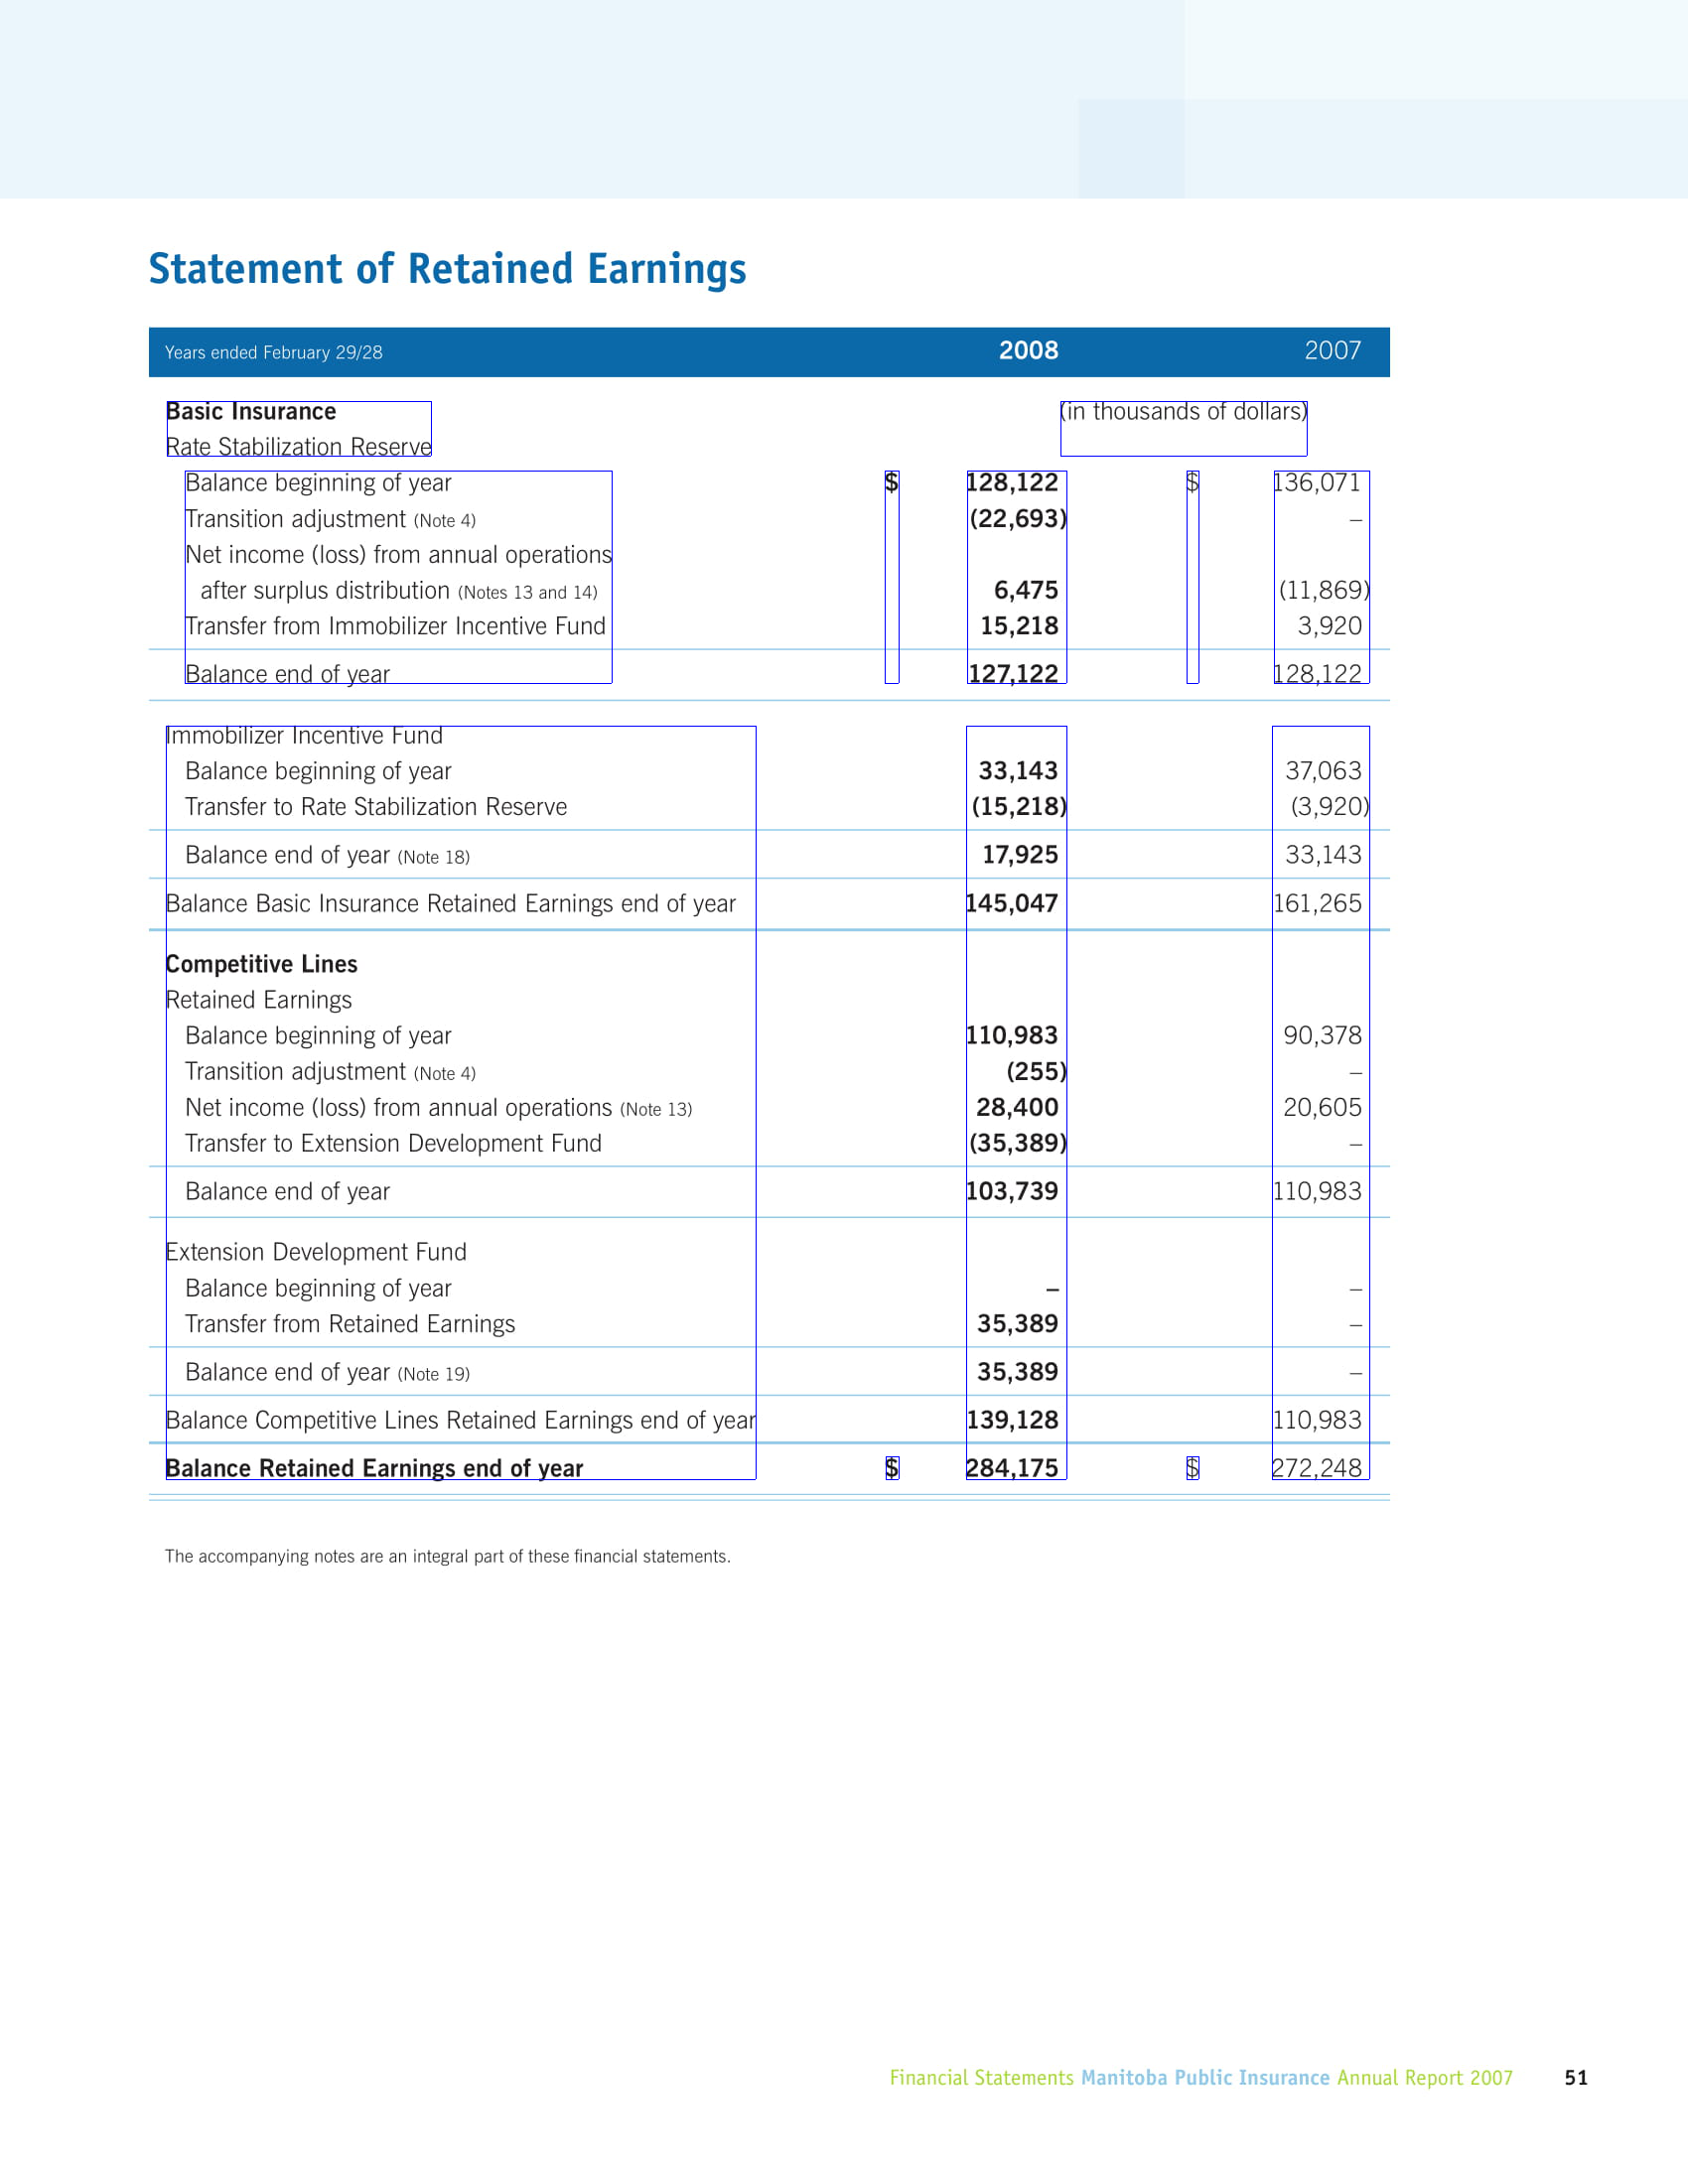 Statement of Retained Earnings
Years ended February 29/28 2008 2007
Basic Insurance (in thousands of dollars)
Rate Stabilization Reserve
Balance beginning of year $ 128,122 $ 136,071
Transition adjustment (Note 4) (22,693) –
Net income (loss) from annual operations
after surplus distribution (Notes 13 and 14) 6,475 (11,869)
Transfer from Immobilizer Incentive Fund 15,218 3,920
Balance end of year 127,122 128,122
Immobilizer Incentive Fund
Balance beginning of year 33,143 37,063
Transfer to Rate Stabilization Reserve (15,218) (3,920)
Balance end of year (Note 18) 17,925 33,143
Balance Basic Insurance Retained Earnings end of year 145,047 161,265
Competitive Lines
Retained Earnings
Balance beginning of year 110,983 90,378
Transition adjustment (Note 4) (255) –
Net income (loss) from annual operations (Note 13) 28,400 20,605
Transfer to Extension Development Fund (35,389) –
Balance end of year 103,739 110,983
Extension Development Fund
Balance beginning of year – –
Transfer from Retained Earnings 35,389 –
Balance end of year (Note 19) 35,389 –
Balance Competitive Lines Retained Earnings end of year 139,128 110,983
Balance Retained Earnings end of year $ 284,175 $ 272,248
The accompanying notes are an integral part of these financial statements.
Financial Statements Manitoba Public Insurance Annual Report 2007 51